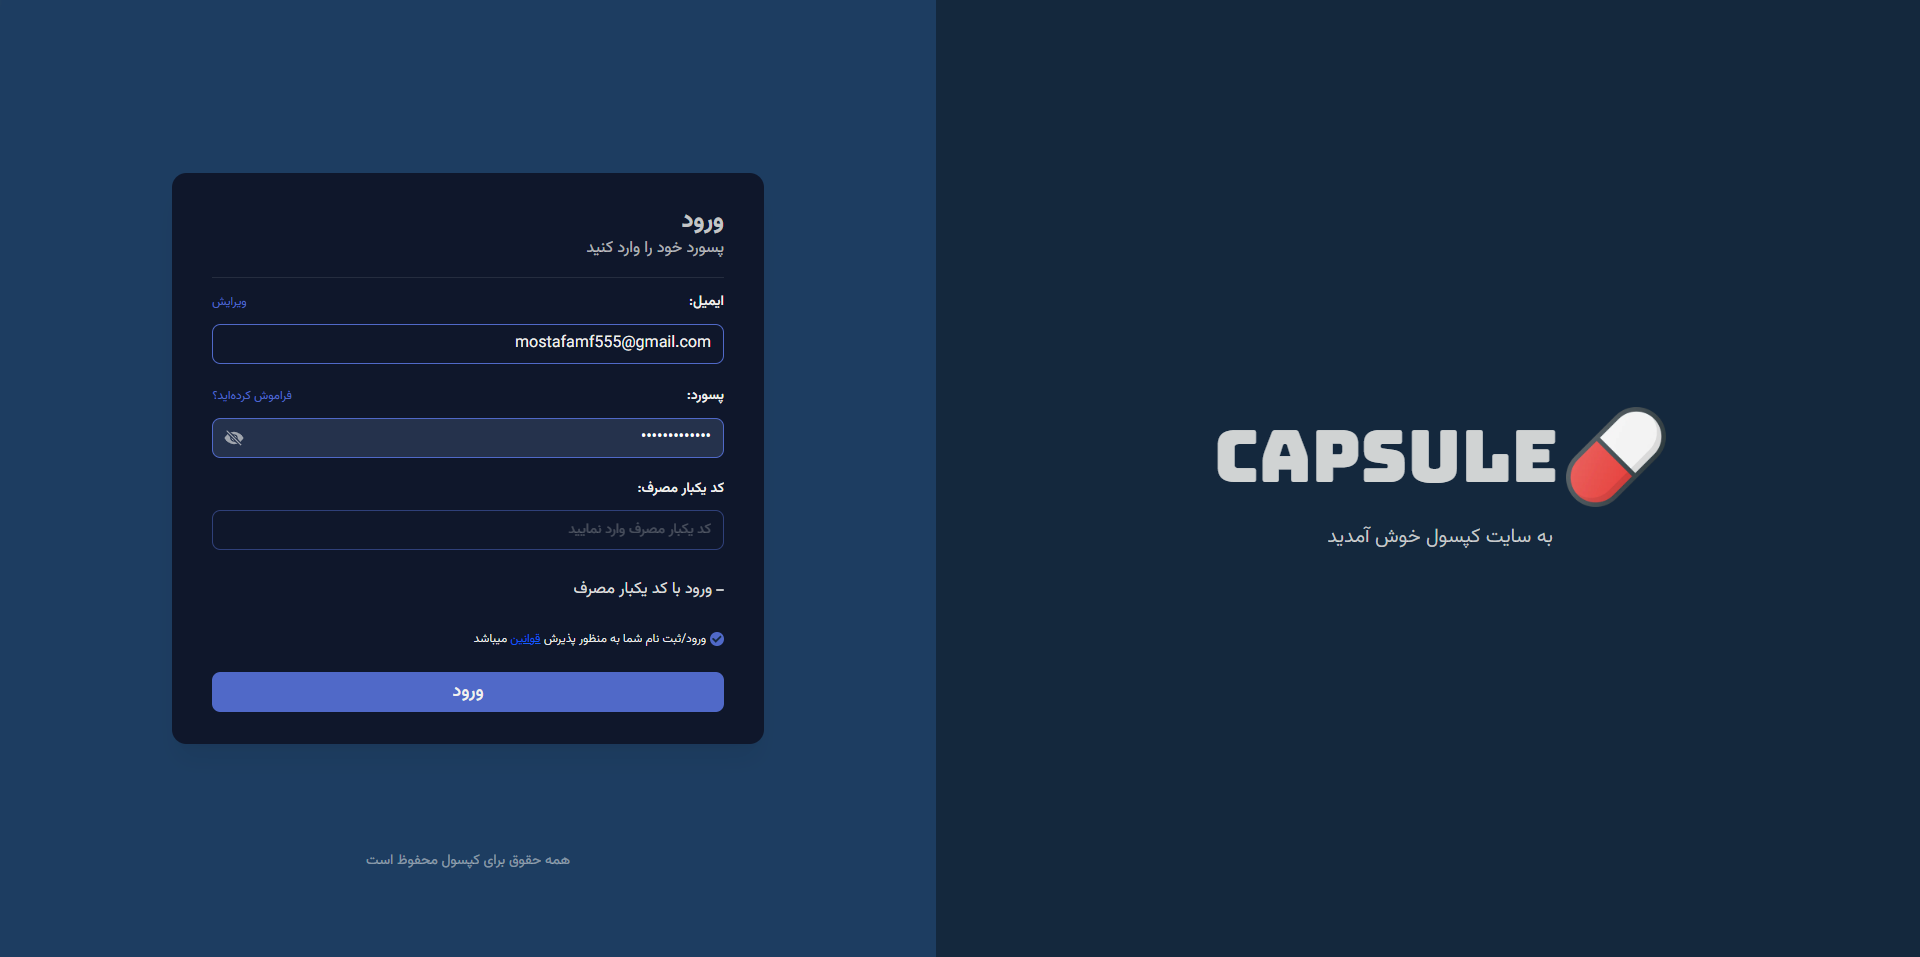 CAPSULE
به سایت کپسول خوش آمدید
ورود
پسورد خود را وارد کنید
ایمیل:
ویرایش
mostafamf555@gmail.com
پسورد:
فراموش کرده‌اید؟
•••••••••••••
کد یکبار مصرف:
کد یکبار مصرف وارد نمایید
– ورود با کد یکبار مصرف
ورود/ثبت نام شما به منظور پذیرش قوانین میباشد
ورود
همه حقوق برای کپسول محفوظ است